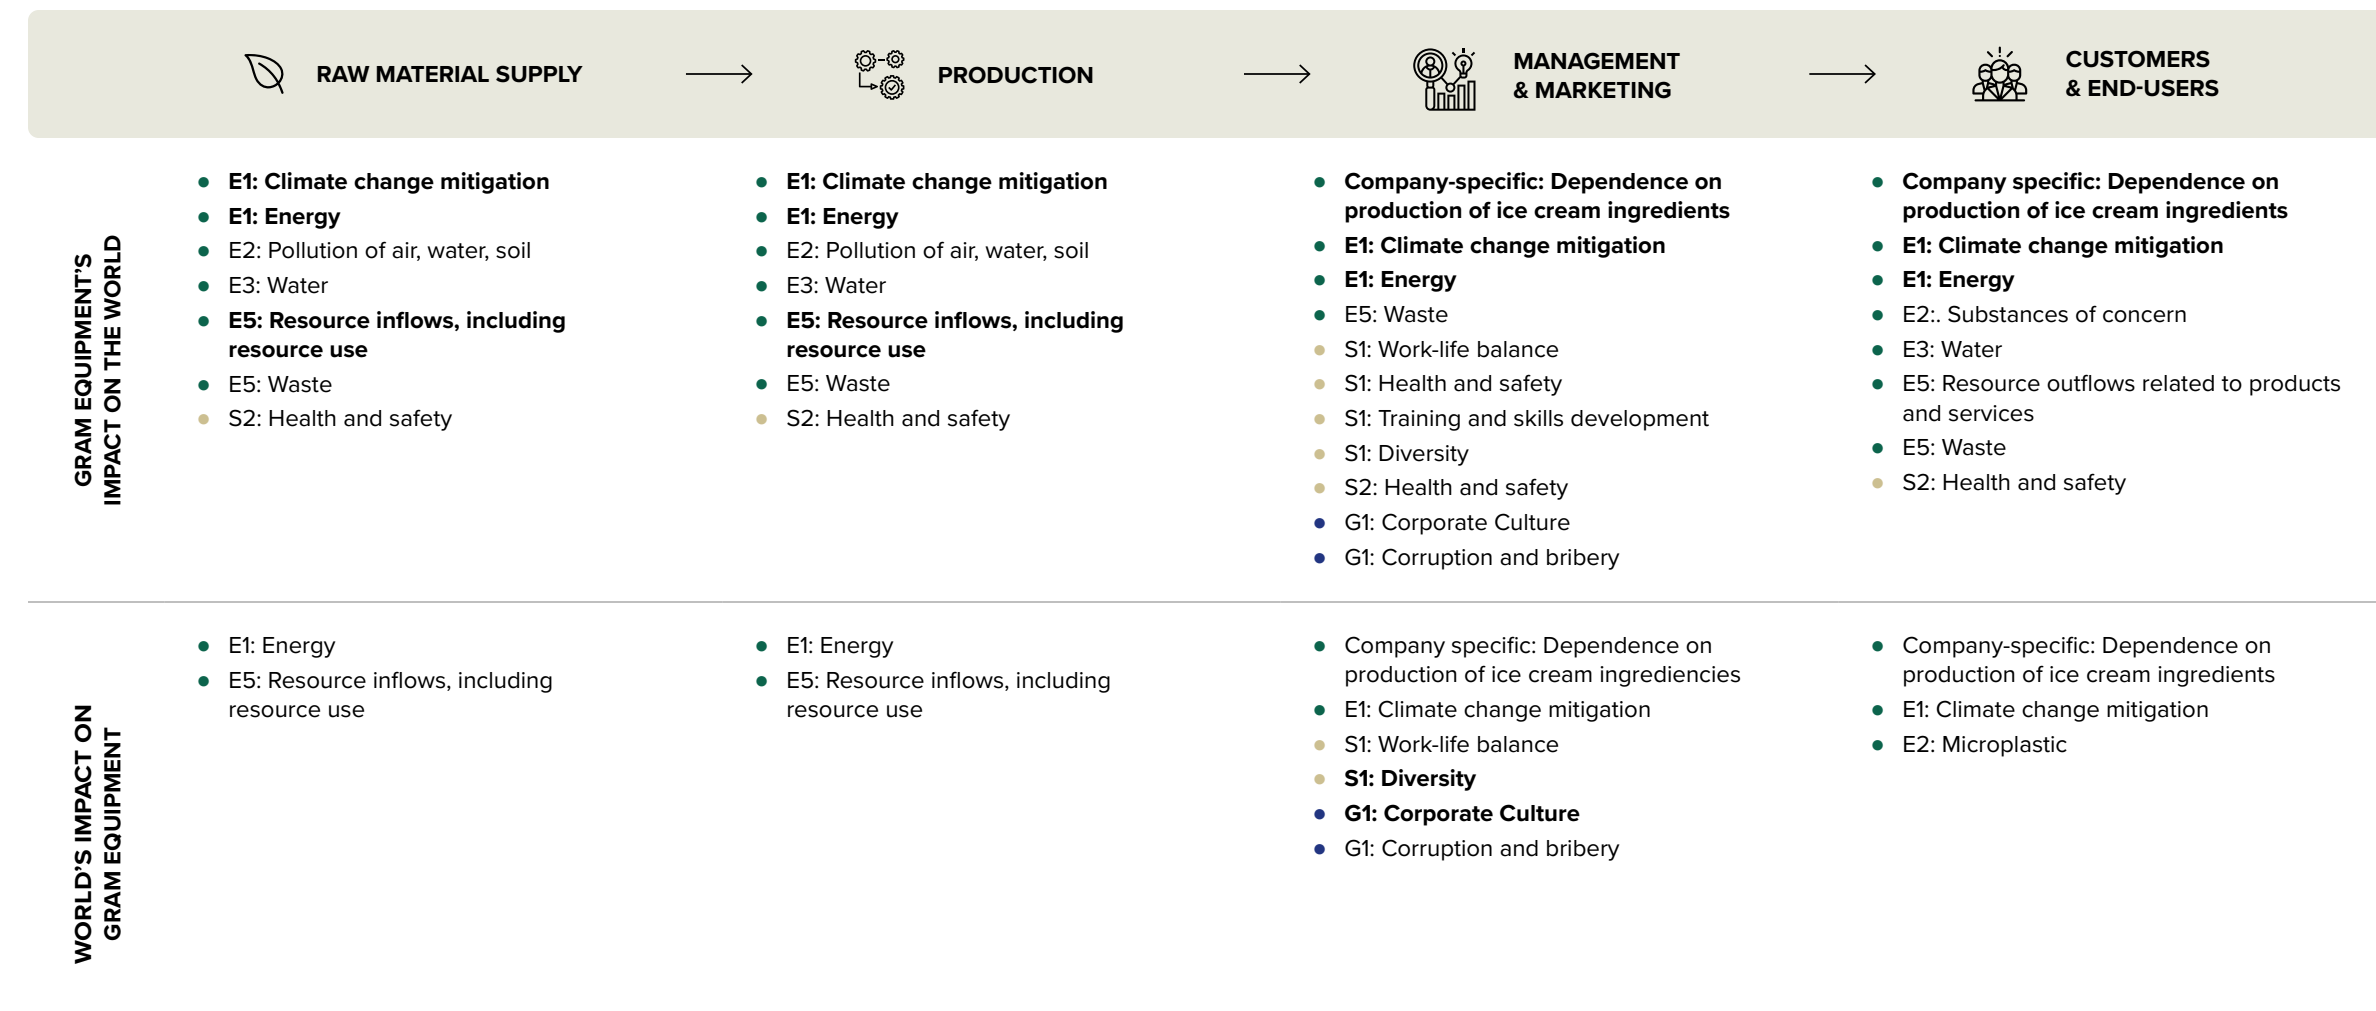 RAW MATERIAL SUPPLY
PRODUCTION
MANAGEMENT
& MARKETING
CUSTOMERS
& END-USERS
GRAM EQUIPMENT'S
IMPACT ON THE WORLD
E1: Climate change mitigation
E1: Energy
E2: Pollution of air, water, soil
E3: Water
E5: Resource inflows, including
resource use
E5: Waste
S2: Health and safety
E1: Climate change mitigation
E1: Energy
E2: Pollution of air, water, soil
E3: Water
E5: Resource inflows, including
resource use
E5: Waste
S2: Health and safety
Company-specific: Dependence on
production of ice cream ingredients
E1: Climate change mitigation
E1: Energy
E5: Waste
S1: Work-life balance
S1: Health and safety
S1: Training and skills development
S1: Diversity
S2: Health and safety
G1: Corporate Culture
G1: Corruption and bribery
Company specific: Dependence on
production of ice cream ingredients
E1: Climate change mitigation
E1: Energy
E2:. Substances of concern
E3: Water
E5: Resource outflows related to products
and services
E5: Waste
S2: Health and safety
WORLD'S IMPACT ON
GRAM EQUIPMENT
E1: Energy
E5: Resource inflows, including
resource use
E1: Energy
E5: Resource inflows, including
resource use
Company specific: Dependence on
production of ice cream ingrediencies
E1: Climate change mitigation
S1: Work-life balance
S1: Diversity
G1: Corporate Culture
G1: Corruption and bribery
Company-specific: Dependence on
production of ice cream ingredients
E1: Climate change mitigation
E2: Microplastic